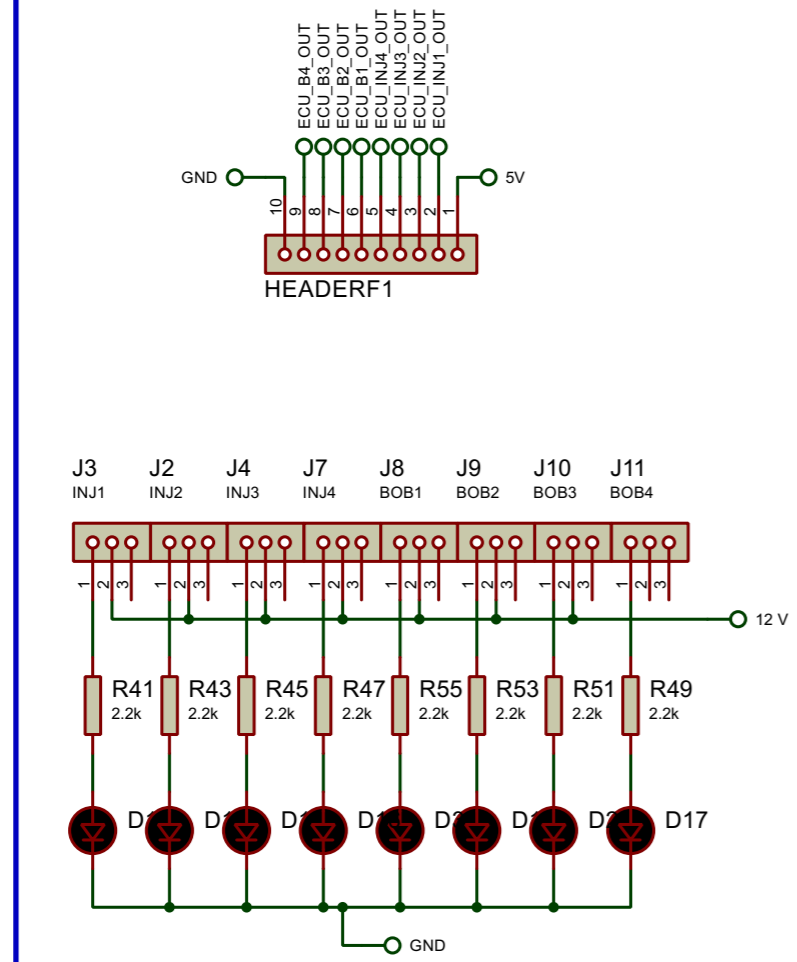 ECU_B4_OUT
ECU_B3_OUT
ECU_B2_OUT
ECU_B1_OUT
ECU_INJ4_OUT
ECU_INJ3_OUT
ECU_INJ2_OUT
ECU_INJ1_OUT
GND 5V
10 9 8 7 6 5 4 3 2 1
HEADERF1
J3 J2 J4 J7 J8 J9 J10 J11
INJ1 INJ2 INJ3 INJ4 BOB1 BOB2 BOB3 BOB4
1 2 3 1 2 3 1 2 3 1 2 3 1 2 3 1 2 3 1 2 3 1 2 3
12 V
R41 R43 R45 R47 R55 R53 R51 R49
2.2k 2.2k 2.2k 2.2k 2.2k 2.2k 2.2k 2.2k
D17
GND